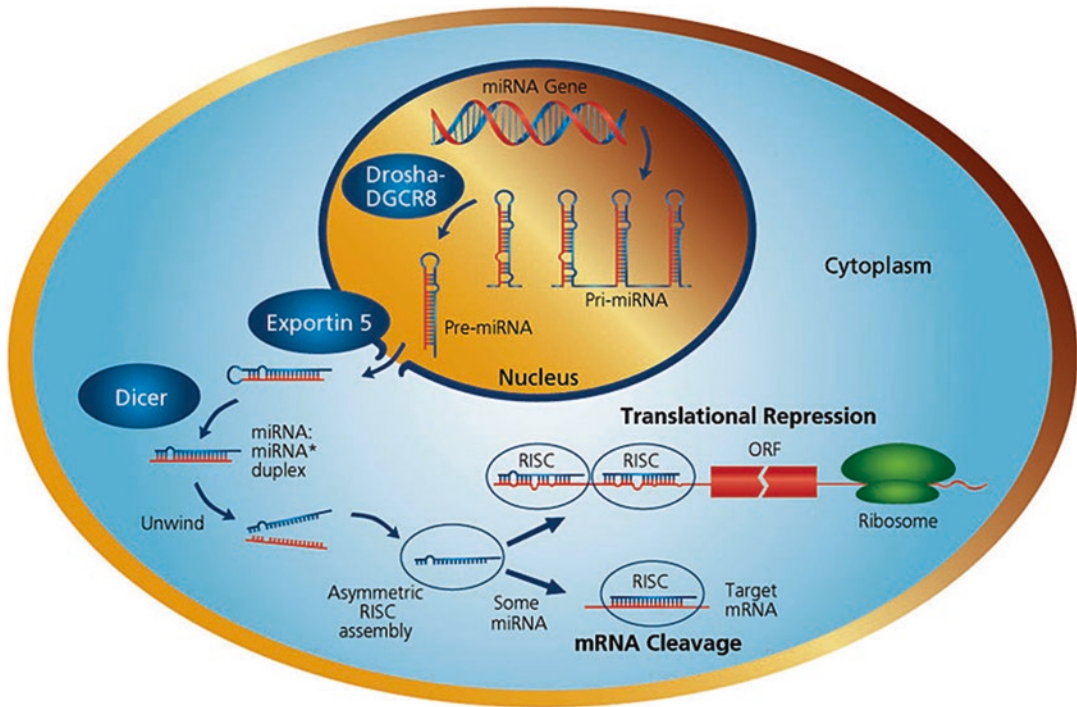 miRNA Gene
Drosha-
DGCR8
Pri-miRNA
Cytoplasm
Exportin 5
Pre-miRNA
Nucleus
Dicer
miRNA:
miRNA*
duplex
Translational Repression
RISC
RISC
ORF
Ribosome
Unwind
Asymmetric
RISC
assembly
Some
miRNA
RISC
Target
mRNA
mRNA Cleavage